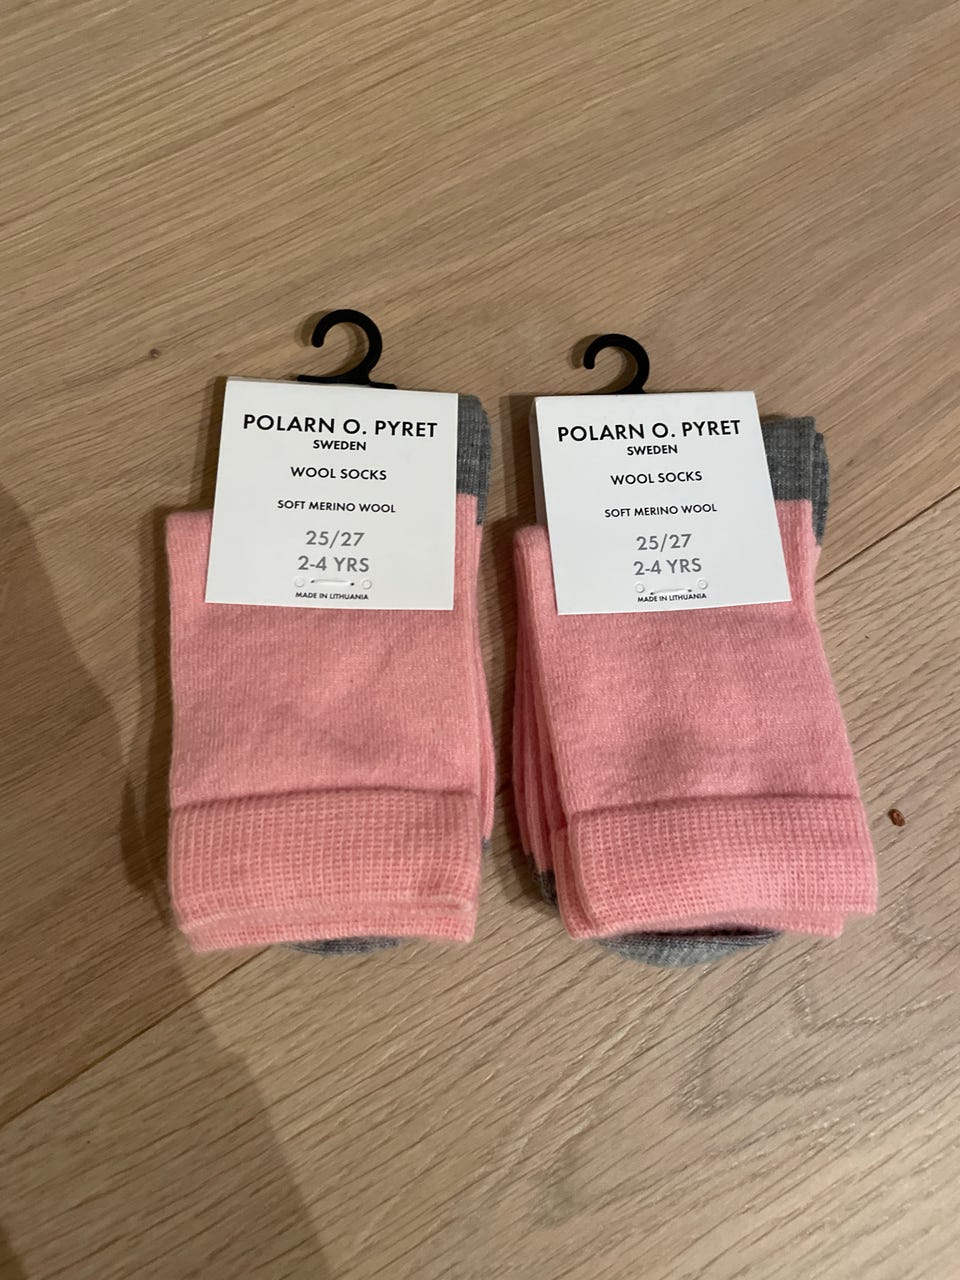 POLARN O. PYRET
SWEDEN
WOOL SOCKS
SOFT MERINO WOOL
25/27
2-4 YRS
MADE IN LITHUANIA
POLARN O. PYRET
SWEDEN
WOOL SOCKS
SOFT MERINO WOOL
25/27
2-4 YRS
MADE IN LITHUANIA